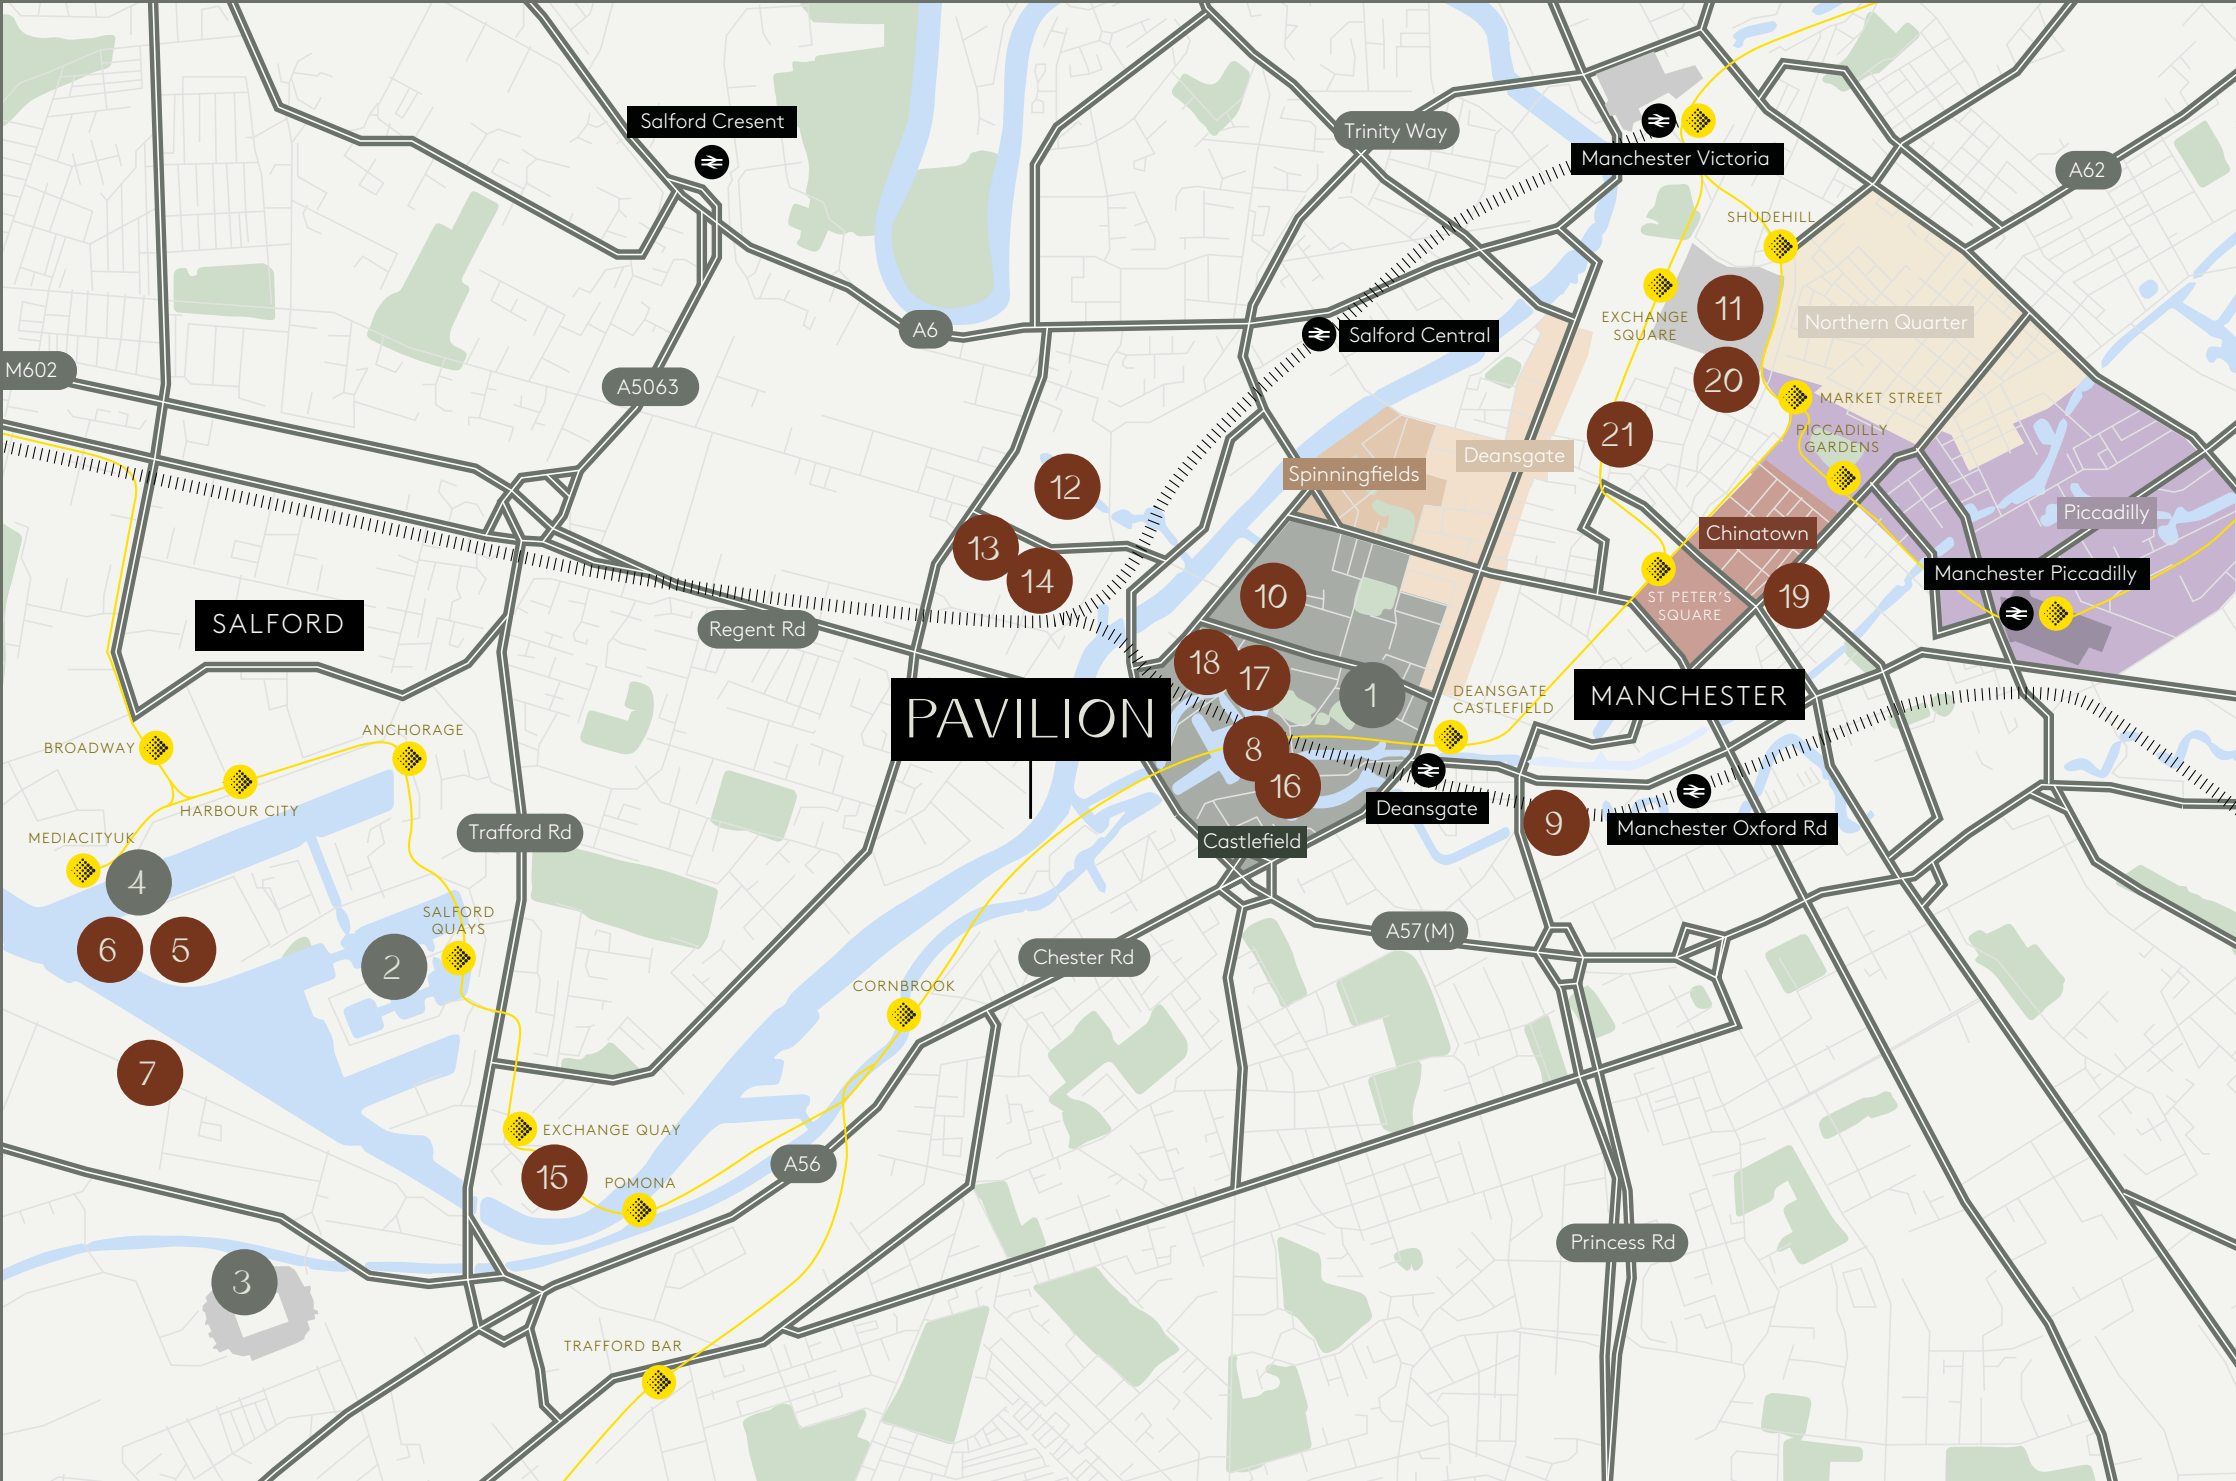 Salford Cresent
Trinity Way
Manchester Victoria
A62
SHUDEHILL
11
EXCHANGE
SQUARE
Northern Quarter
A6
Salford Central
M602
A5063
20
MARKET STREET
21
PICCADILLY
GARDENS
Deansgate
Spinningfields
12
Piccadilly
Chinatown
13
14
Manchester Piccadilly
10
ST PETER'S
SQUARE
19
SALFORD
Regent Rd
18
17
1
DEANSGATE
CASTLEFIELD
MANCHESTER
PAVILION
ANCHORAGE
BROADWAY
8
16
HARBOUR CITY
Deansgate
9
Manchester Oxford Rd
MEDIACITYUK
Trafford Rd
Castlefield
4
SALFORD
QUAYS
A57(M)
6
5
2
Chester Rd
CORNBROOK
7
EXCHANGE QUAY
15
POMONA
A56
Princess Rd
3
TRAFFORD BAR